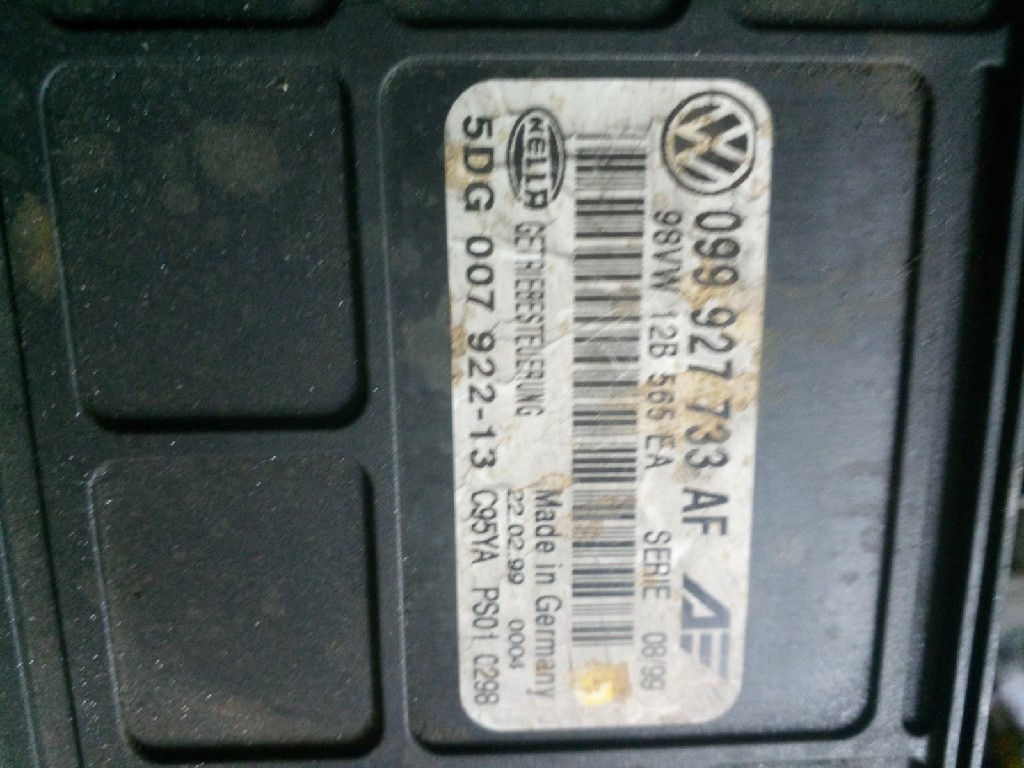 099 927 733 AF
98VW 12B 565 EA SERIE 08/99
HELLA GETRIEBESTEUERUNG Made in Germany
22.02.99 0004
5DG 007 922-13 C95YA PS01 C298